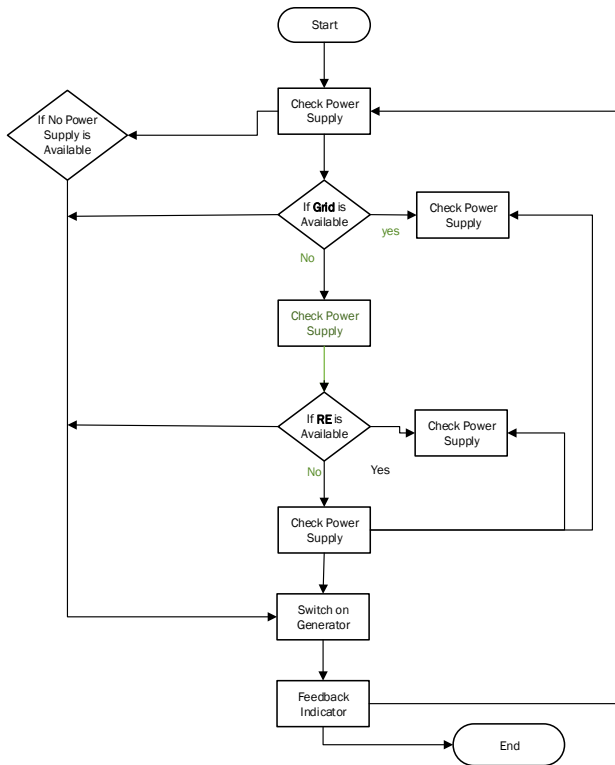 Start
Check Power
Supply
If No Power
Supply is
Available
If Grid is
Available
Check Power
Supply
yes
No
Check Power
Supply
If RE is
Available
Check Power
Supply
No
Yes
Check Power
Supply
Switch on
Generator
Feedback
Indicator
End